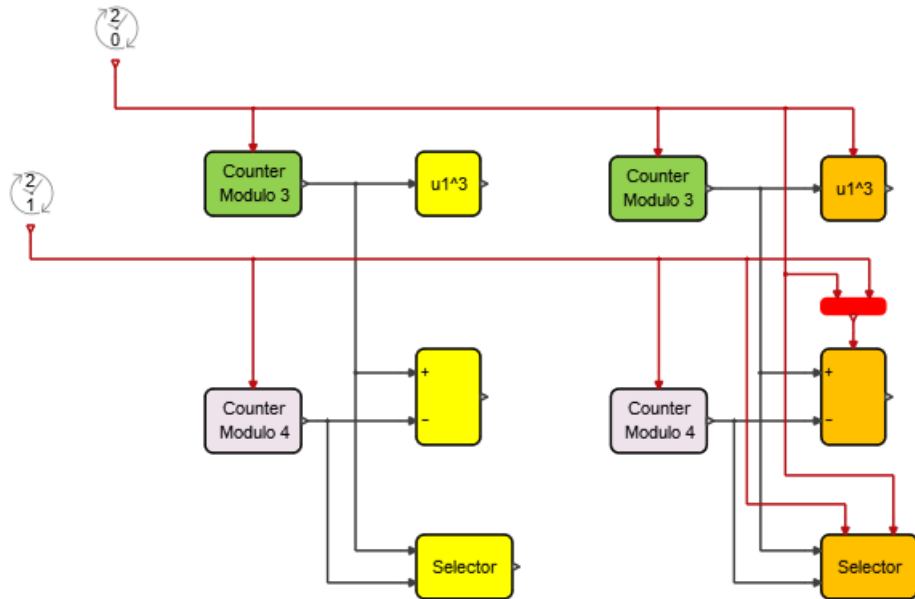 2
0
Counter
Modulo 3
u1^3
Counter
Modulo 3
u1^3
2
1
+
−
Counter
Modulo 4
+
−
Counter
Modulo 4
Selector
Selector